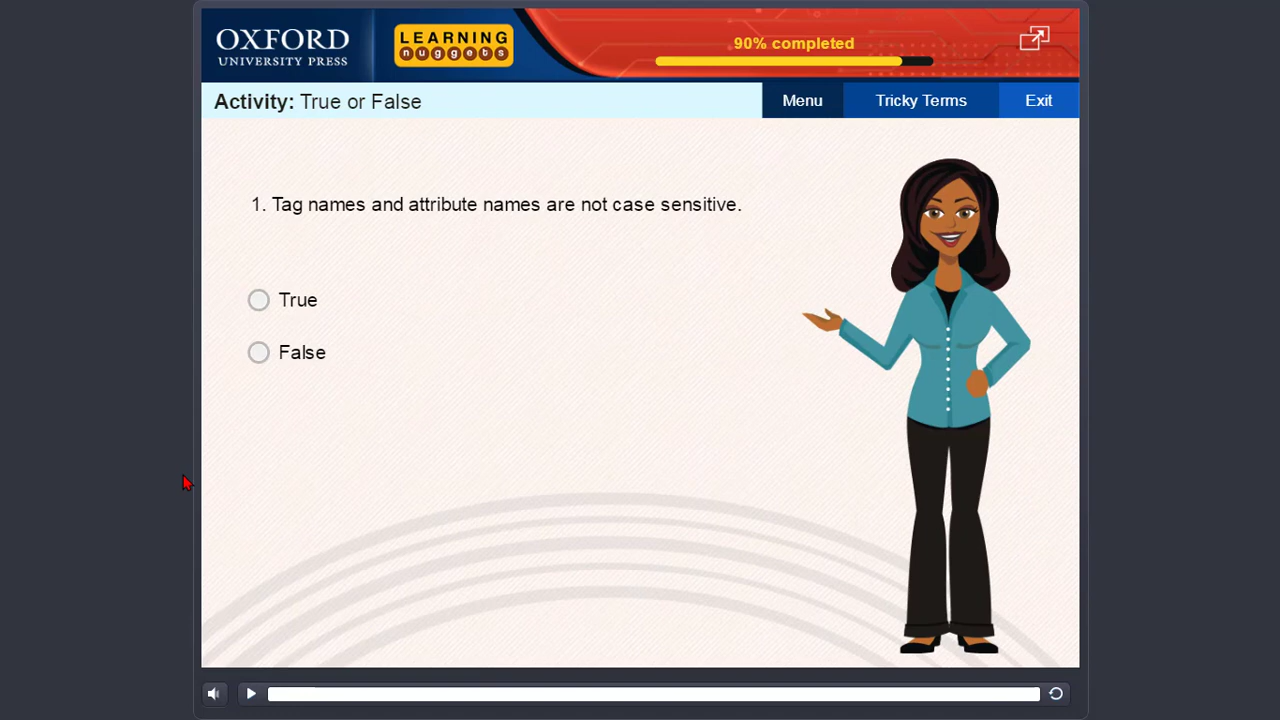 OXFORD
UNIVERSITY PRESS
LEARNING
nuggets
90% completed
Activity: True or False
Menu
Tricky Terms
Exit
1. Tag names and attribute names are not case sensitive.
True
False